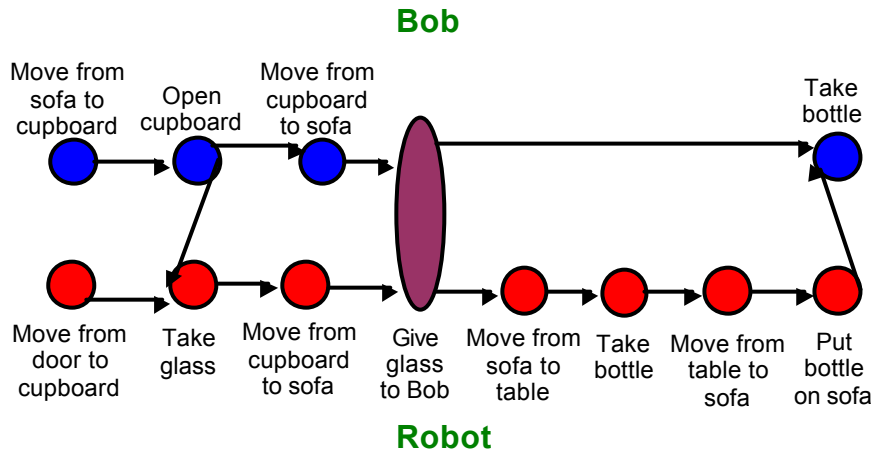 Bob
Move from
sofa to
cupboard
Open
cupboard
Move from
cupboard
to sofa
Take
bottle
Move from
door to
cupboard
Take
glass
Move from
cupboard
to sofa
Give
glass
to Bob
Move from
sofa to
table
Take
bottle
Move from
table to
sofa
Put
bottle
on sofa
Robot